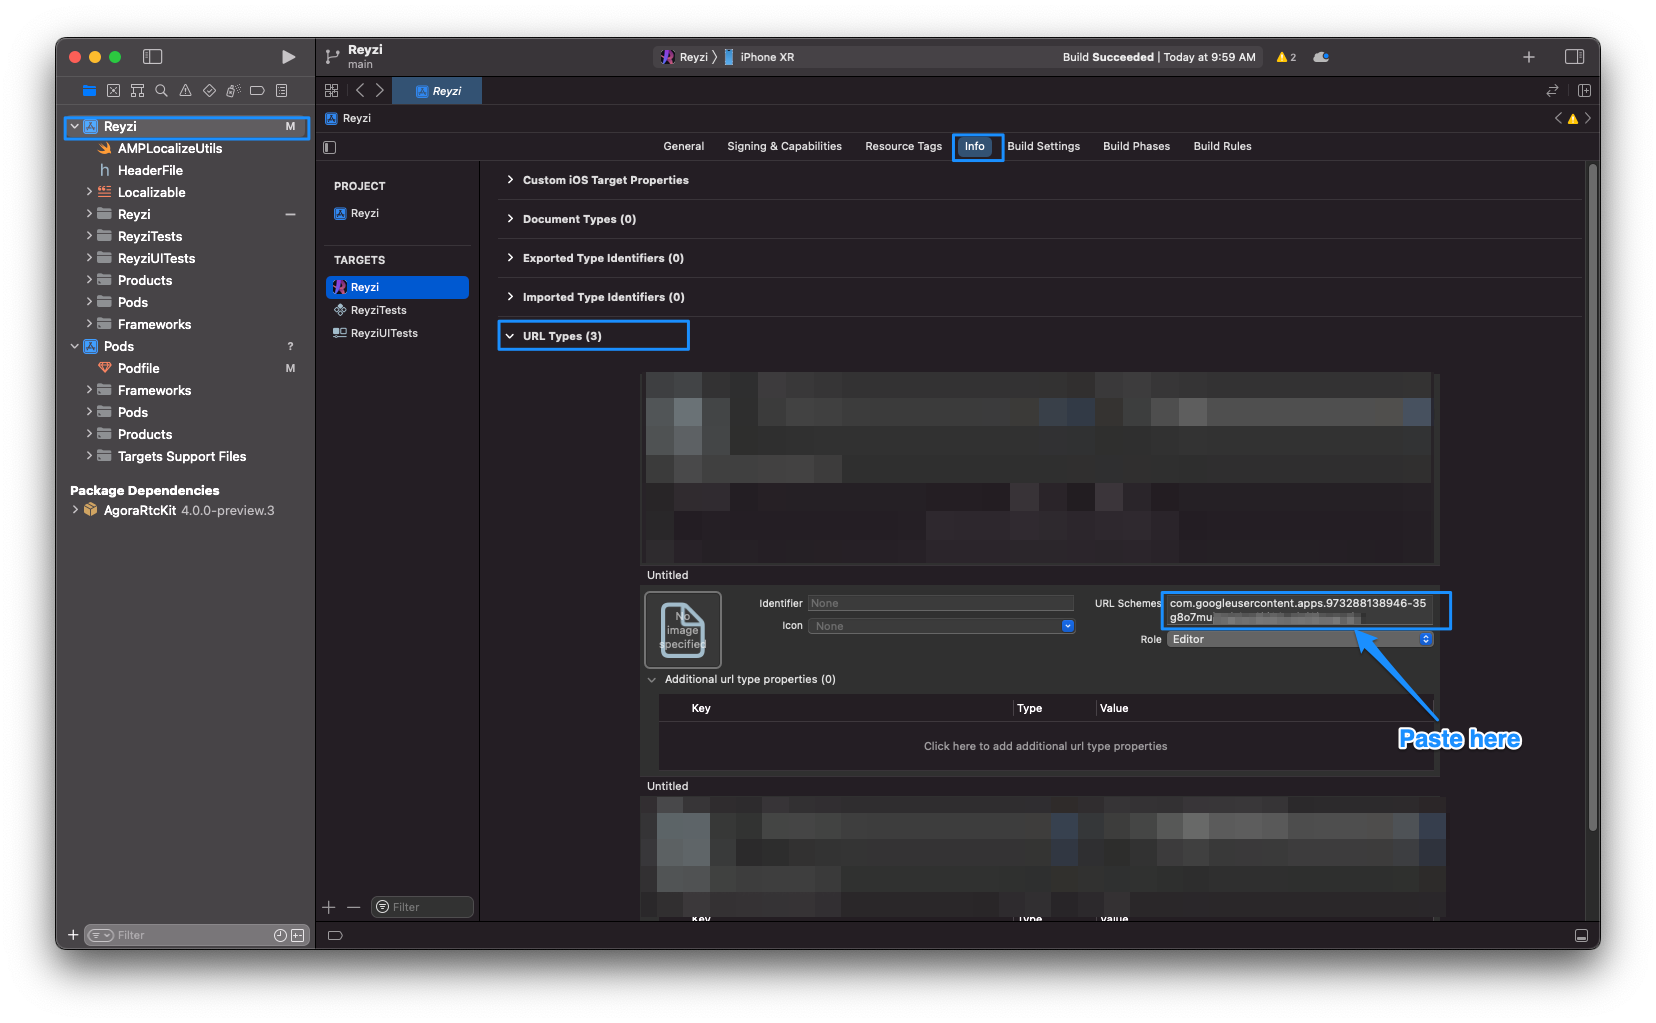 Reyzi
main
Reyzi
iPhone XR
Build Succeeded | Today at 9:59 AM
2
Reyzi
Reyzi
M
AMPLocalizeUtils
HeaderFile
Localizable
Reyzi
ReyziTests
ReyziUITests
Products
Pods
Frameworks
Pods
?
Podfile
M
Frameworks
Pods
Products
Targets Support Files
Package Dependencies
AgoraRtcKit 4.0.0-preview.3
Filter
Reyzi
General
Signing & Capabilities
Resource Tags
Info
Build Settings
Build Phases
Build Rules
PROJECT
Reyzi
TARGETS
Reyzi
ReyziTests
ReyziUITests
Filter
Custom iOS Target Properties
Document Types (0)
Exported Type Identifiers (0)
Imported Type Identifiers (0)
URL Types (3)
Untitled
No
image
specified
Identifier
None
Icon
None
URL Schemes
com.googleusercontent.apps.973288138946-35
g8o7mu
Role
Editor
Additional url type properties (0)
Key
Type
Value
Click here to add additional url type properties
Paste here
Untitled
Key
Type
Value